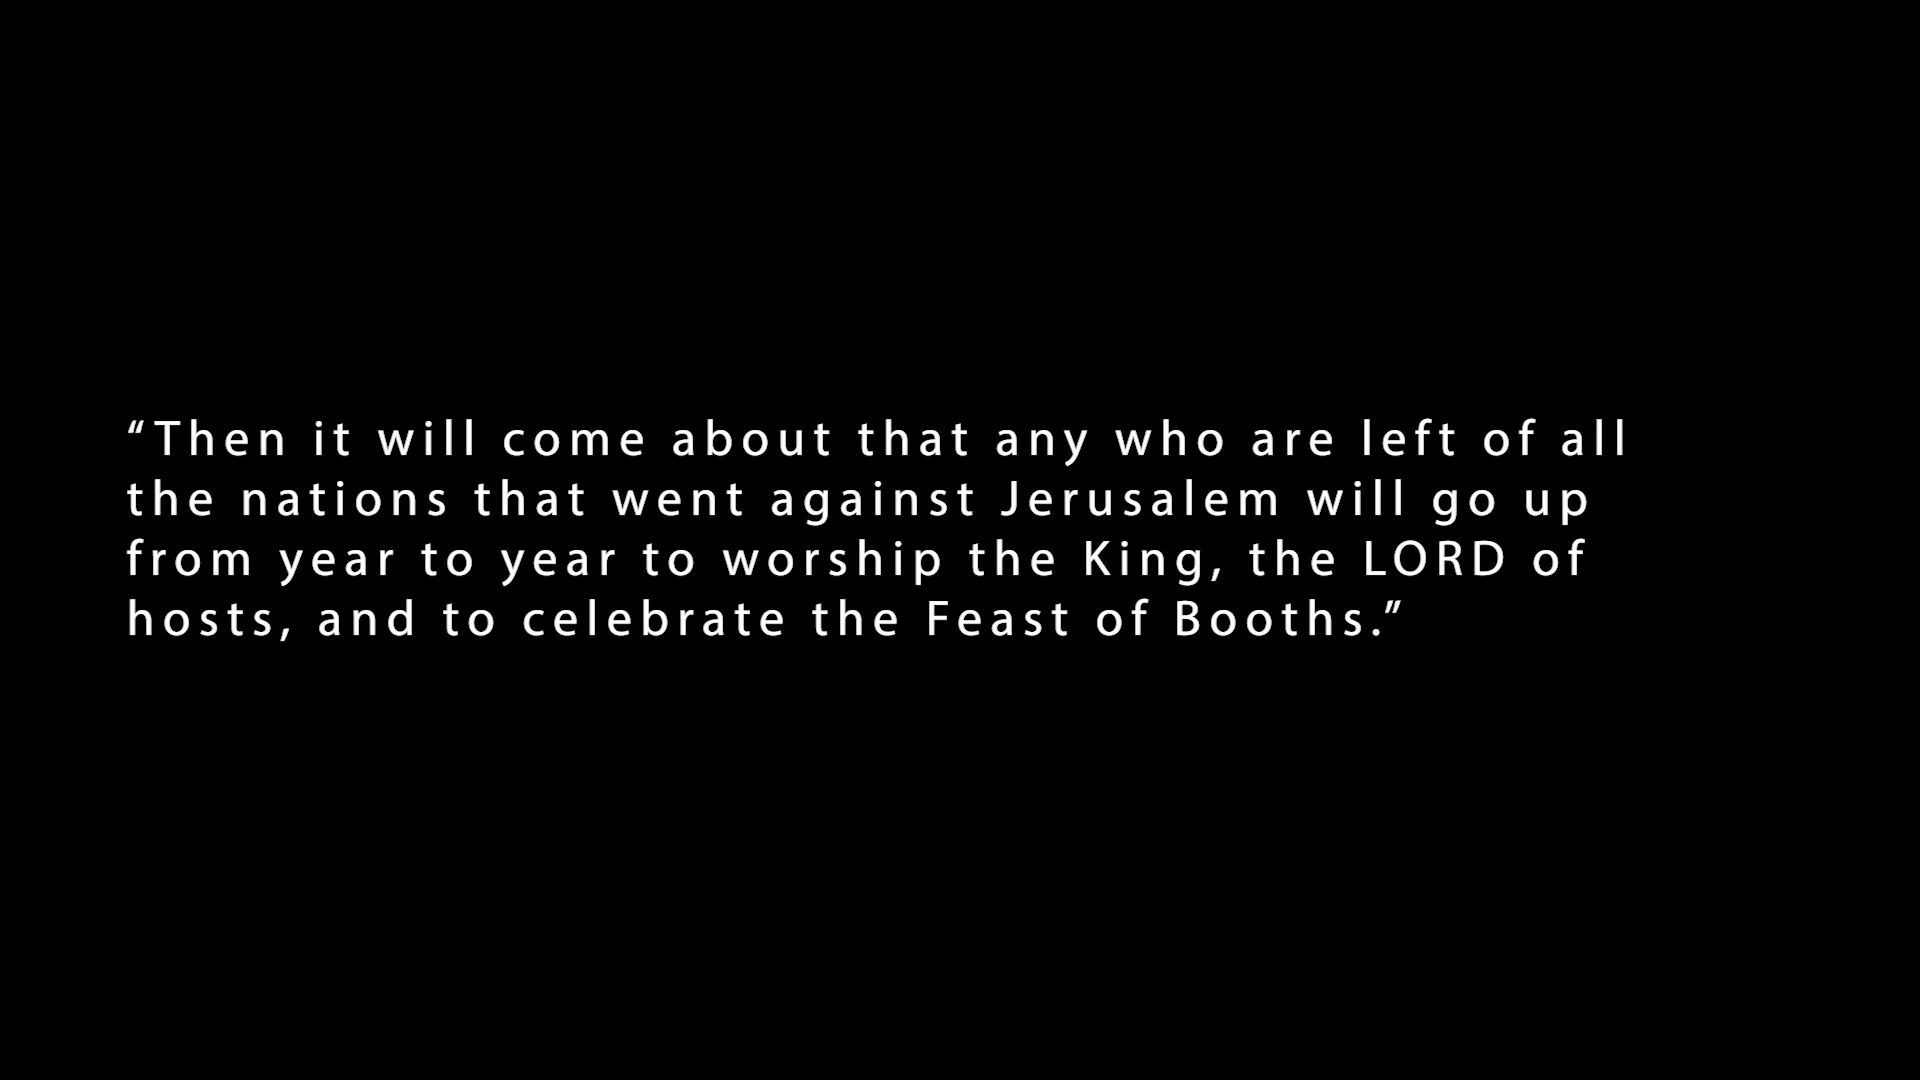 “Then it will come about that any who are left of all
the nations that went against Jerusalem will go up
from year to year to worship the King, the LORD of
hosts, and to celebrate the Feast of Booths.”